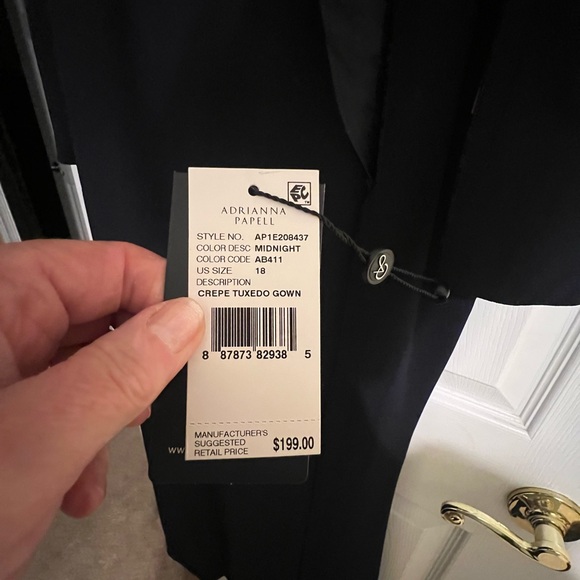 ADRIANNA
PAPELL
STYLE NO. AP1E208437
COLOR DESC MIDNIGHT
COLOR CODE AB411
US SIZE 18
DESCRIPTION
CREPE TUXEDO GOWN
8 87873 82938 5
MANUFACTURER'S
SUGGESTED
RETAIL PRICE $199.00